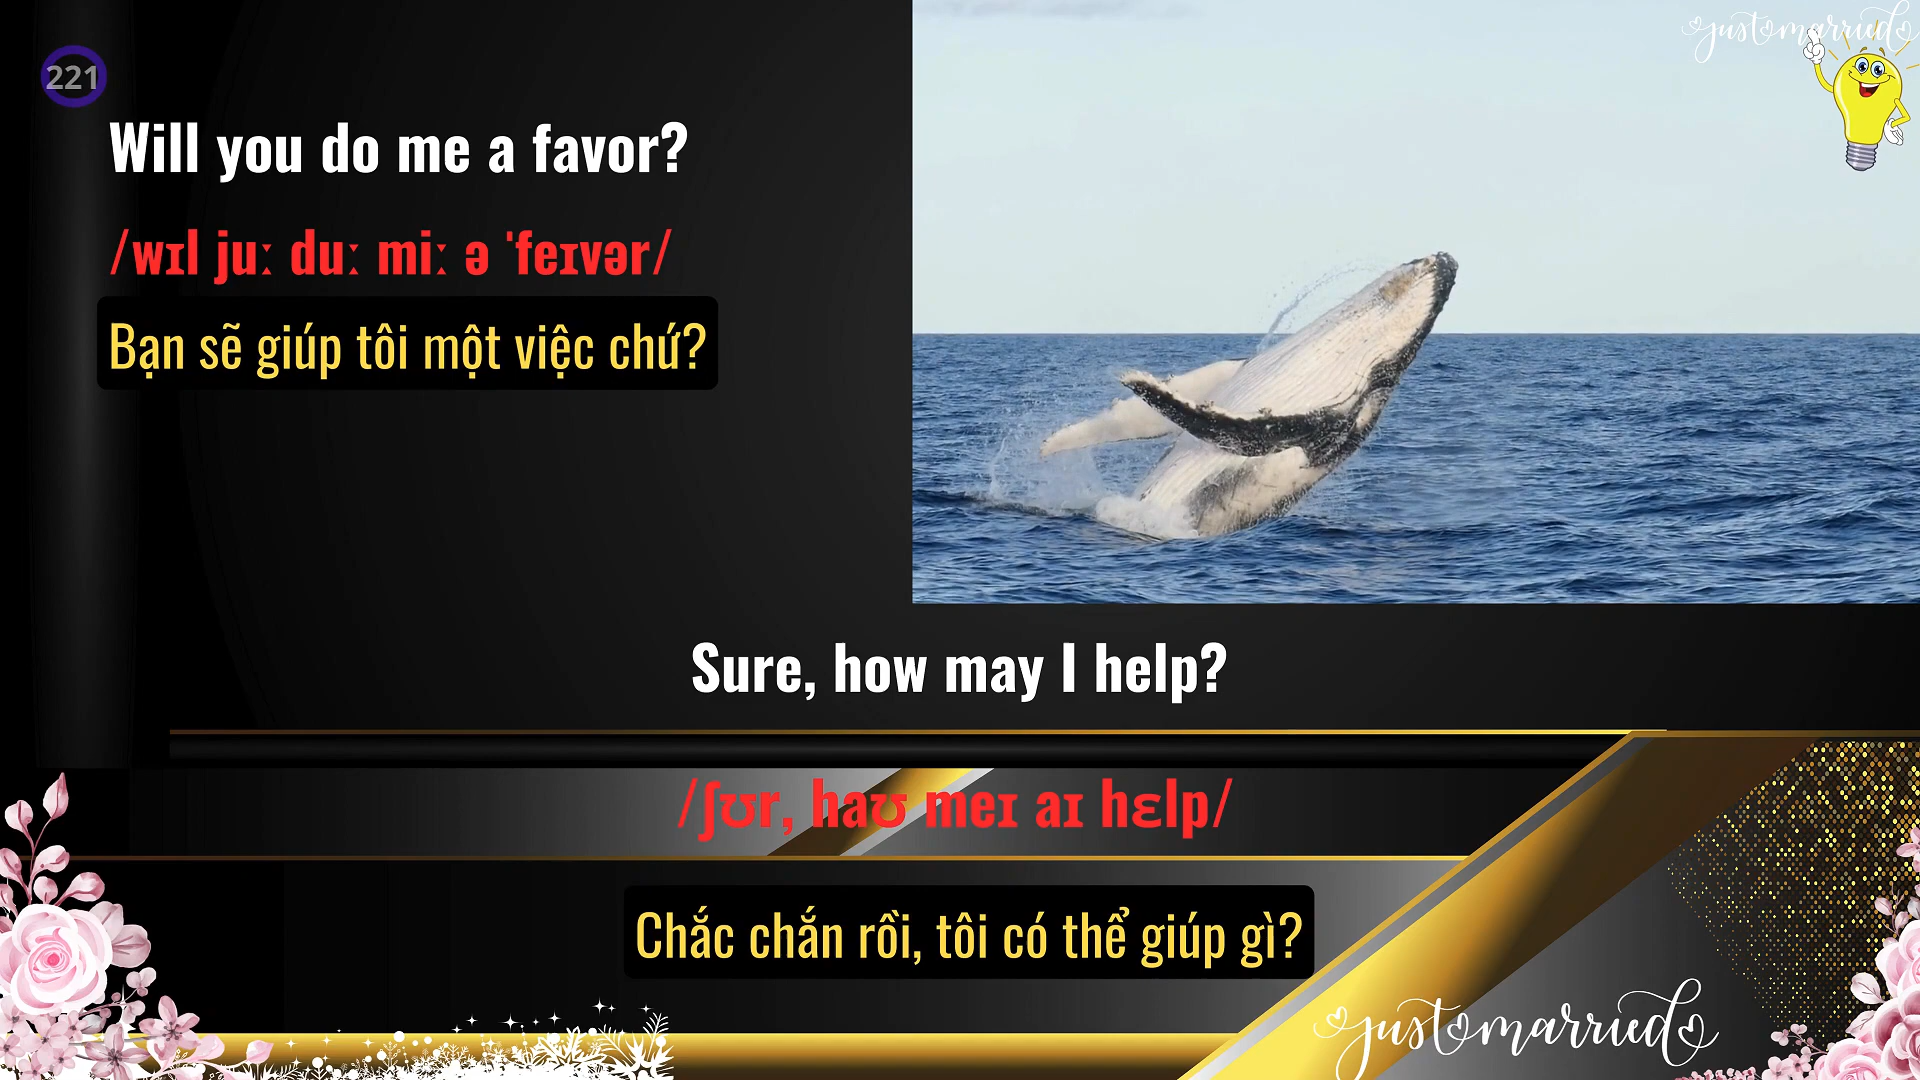 justmarried
221
Will you do me a favor?
/wɪl juː duː miː ə ˈfeɪvər/
Bạn sẽ giúp tôi một việc chứ?
Sure, how may I help?
/ʃʊr, haʊ meɪ aɪ hɛlp/
Chắc chắn rồi, tôi có thể giúp gì?
justmarried